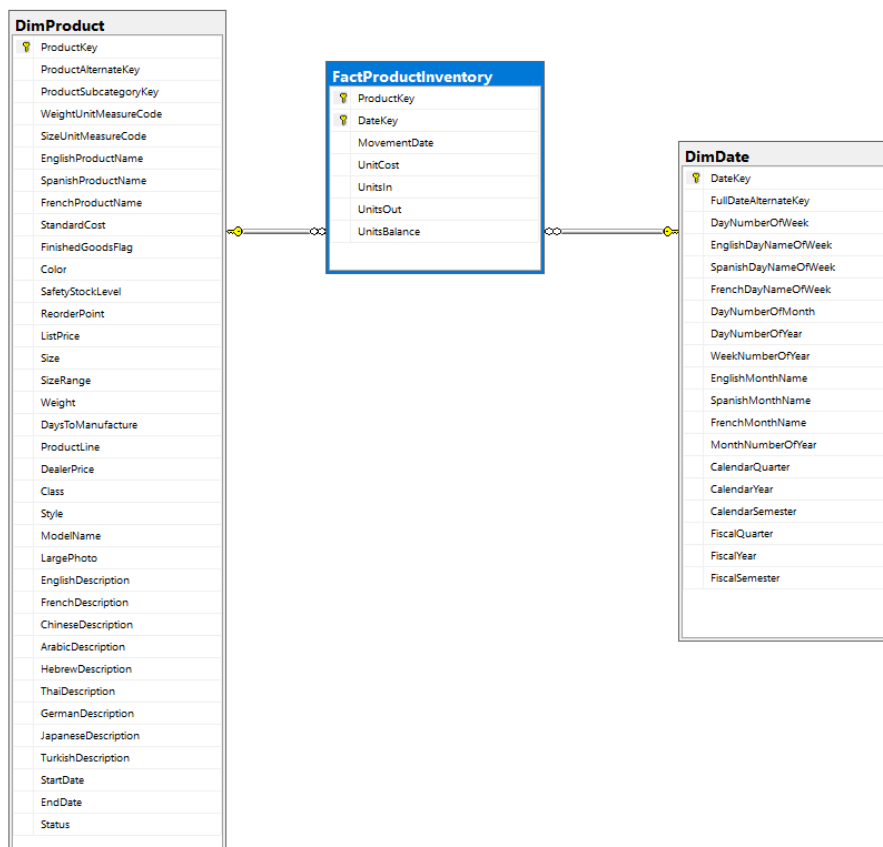 DimProduct
ProductKey
ProductAlternateKey
ProductSubcategoryKey
WeightUnitMeasureCode
SizeUnitMeasureCode
EnglishProductName
SpanishProductName
FrenchProductName
StandardCost
FinishedGoodsFlag
Color
SafetyStockLevel
ReorderPoint
ListPrice
Size
SizeRange
Weight
DaysToManufacture
ProductLine
DealerPrice
Class
Style
ModelName
LargePhoto
EnglishDescription
FrenchDescription
ChineseDescription
ArabicDescription
HebrewDescription
ThaiDescription
GermanDescription
JapaneseDescription
TurkishDescription
StartDate
EndDate
Status
FactProductInventory
ProductKey
DateKey
MovementDate
UnitCost
UnitsIn
UnitsOut
UnitsBalance
DimDate
DateKey
FullDateAlternateKey
DayNumberOfWeek
EnglishDayNameOfWeek
SpanishDayNameOfWeek
FrenchDayNameOfWeek
DayNumberOfMonth
DayNumberOfYear
WeekNumberOfYear
EnglishMonthName
SpanishMonthName
FrenchMonthName
MonthNumberOfYear
CalendarQuarter
CalendarYear
CalendarSemester
FiscalQuarter
FiscalYear
FiscalSemester